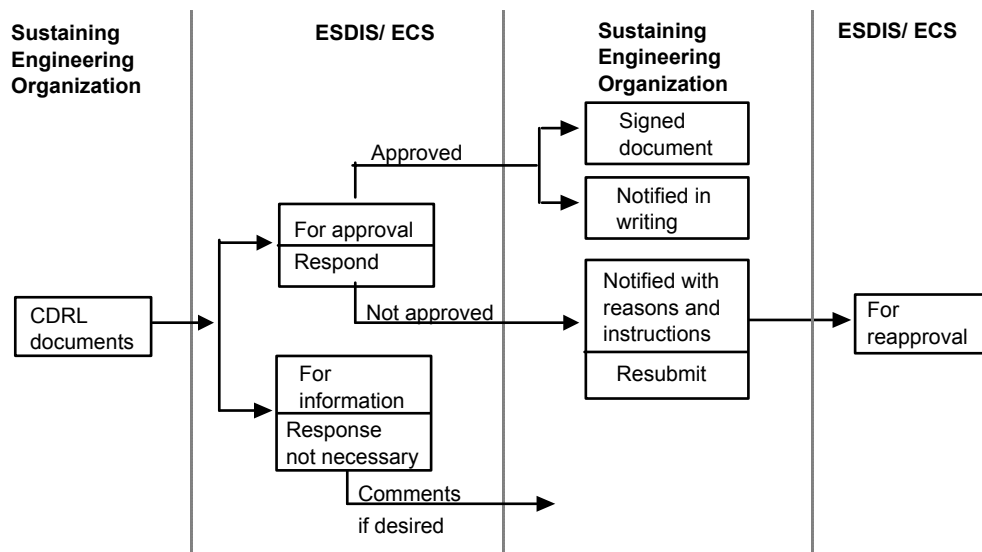 Sustaining
Engineering
Organization
ESDIS/ ECS
Sustaining
Engineering
Organization
ESDIS/ ECS
CDRL
documents
For approval
Respond
For
information
Response
not necessary
Approved
Not approved
Comments
if desired
Signed
document
Notified in
writing
Notified with
reasons and
instructions
Resubmit
For
reapproval